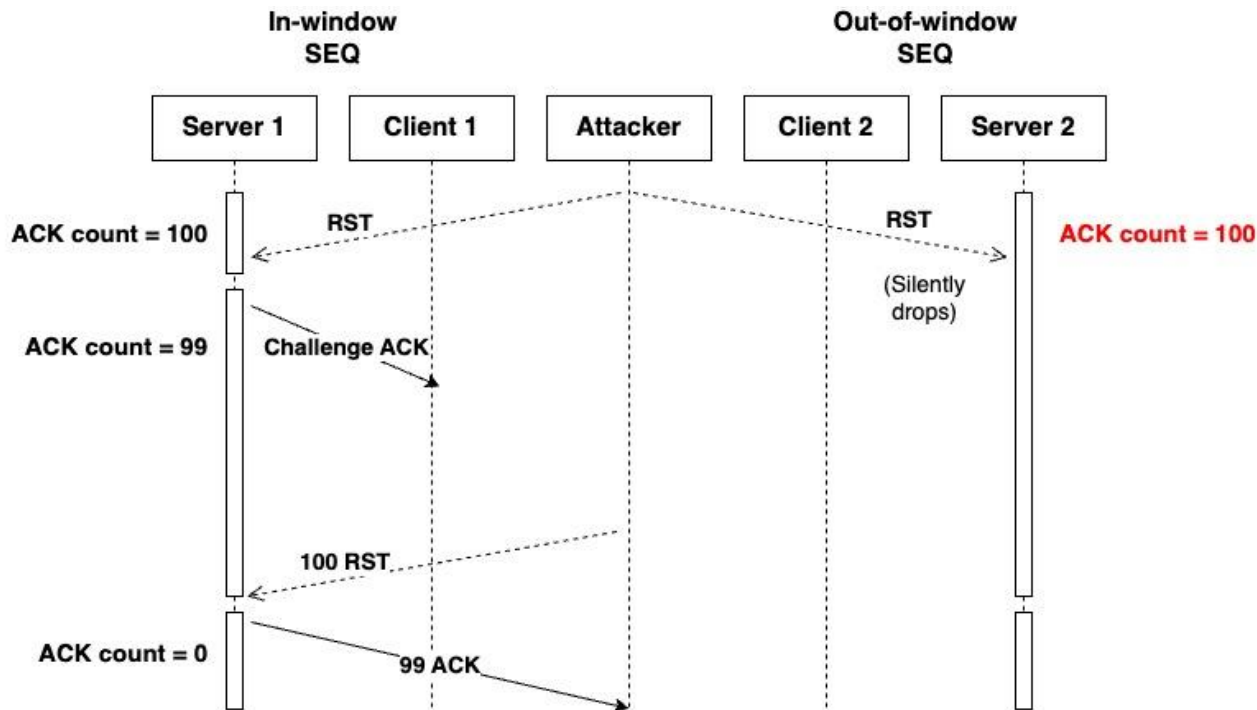 In-window
SEQ
Out-of-window
SEQ
Server 1
Client 1
Attacker
Client 2
Server 2
RST
RST
ACK count = 100
ACK count = 100
(Silently
drops)
ACK count = 99
Challenge ACK
100 RST
ACK count = 0
99 ACK